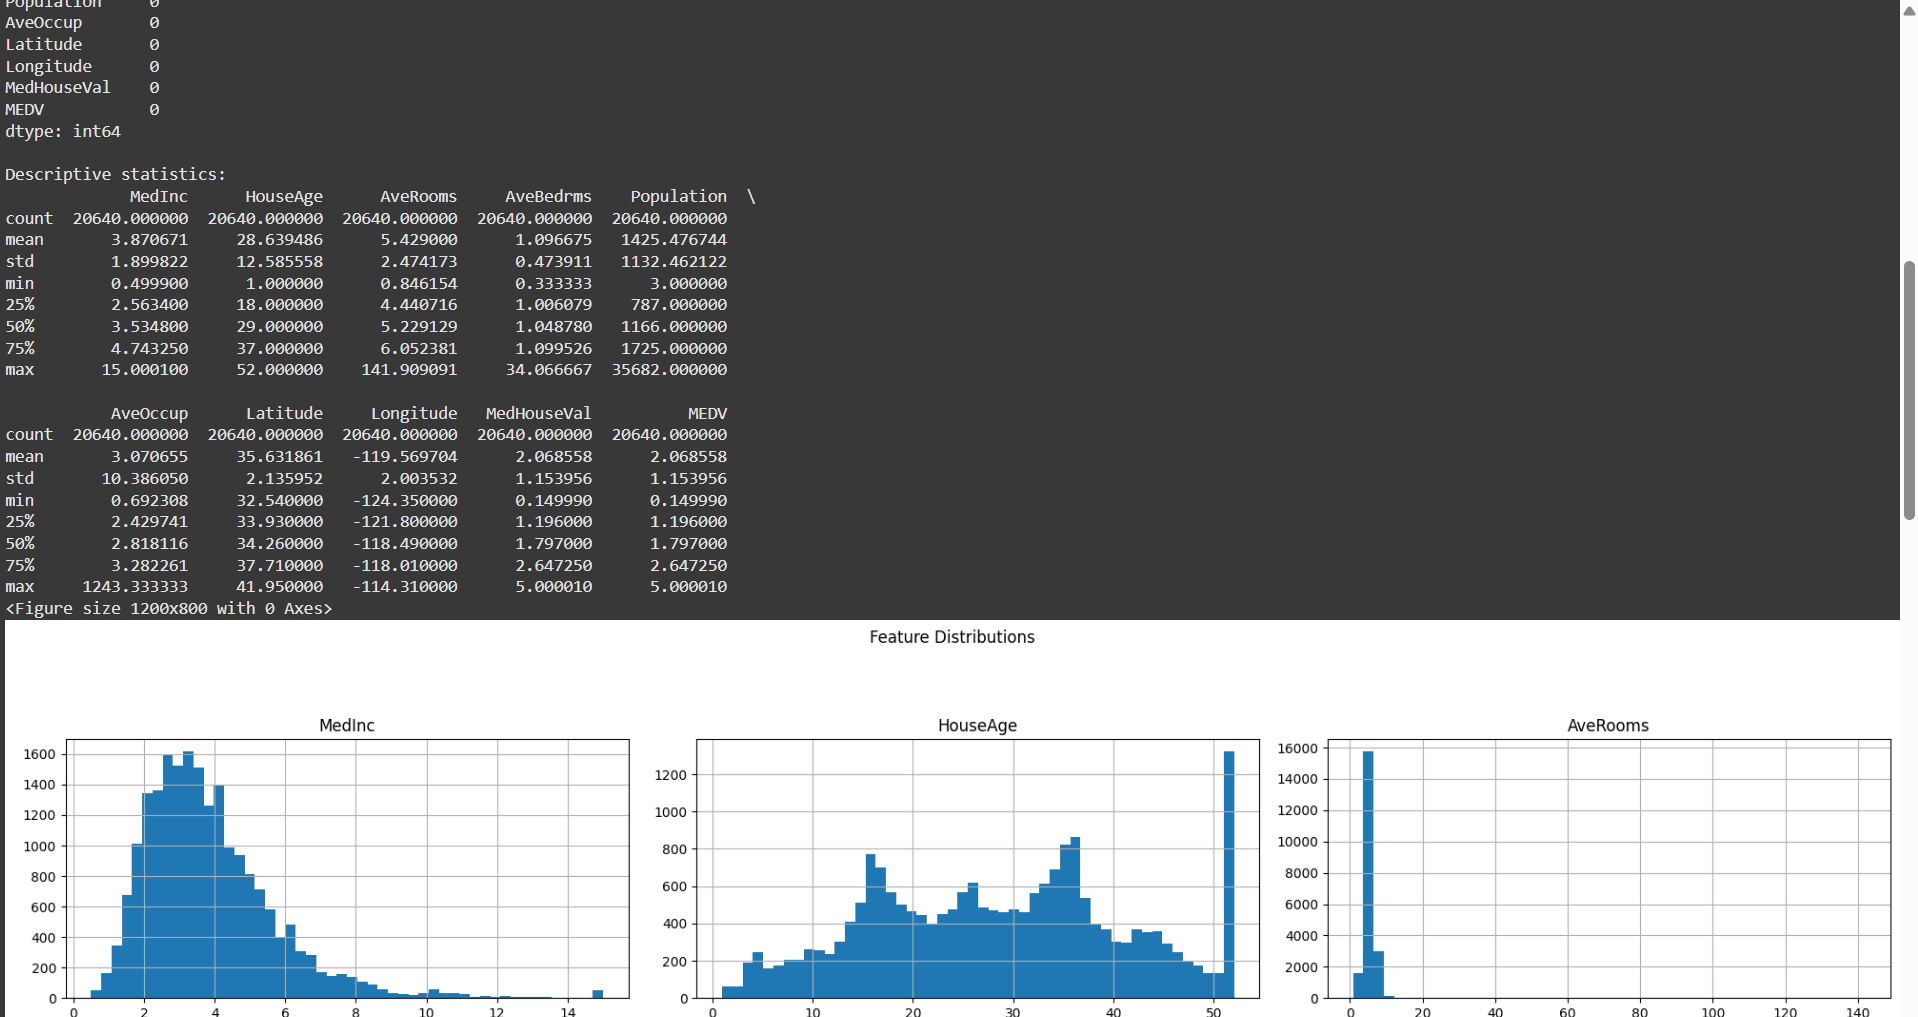 Population     0
AveOccup       0
Latitude       0
Longitude      0
MedHouseVal    0
MEDV           0
dtype: int64
Descriptive statistics:
MedInc HouseAge AveRooms AveBedrms Population \
count 20640.000000 20640.000000 20640.000000 20640.000000 20640.000000
mean 3.870671 28.639486 5.429000 1.096675 1425.476744
std 1.899822 12.585558 2.474173 0.473911 1132.462122
min 0.499900 1.000000 0.846154 0.333333 3.000000
25% 2.563400 18.000000 4.440716 1.006079 787.000000
50% 3.534800 29.000000 5.229129 1.048780 1166.000000
75% 4.743250 37.000000 6.052381 1.099526 1725.000000
max 15.000100 52.000000 141.909091 34.066667 35682.000000
AveOccup Latitude Longitude MedHouseVal MEDV
count 20640.000000 20640.000000 20640.000000 20640.000000 20640.000000
mean 3.070655 35.631861 -119.569704 2.068558 2.068558
std 10.386050 2.135952 2.003532 1.153956 1.153956
min 0.692308 32.540000 -124.350000 0.149990 0.149990
25% 2.429741 33.930000 -121.800000 1.196000 1.196000
50% 2.818116 34.260000 -118.490000 1.797000 1.797000
75% 3.282261 37.710000 -118.010000 2.647250 2.647250
max 1243.333333 41.950000 -114.310000 5.000010 5.000010
<Figure size 1200x800 with 0 Axes>
Feature Distributions
MedInc
1600
1400
1200
1000
800
600
400
200
0
0 2 4 6 8 10 12 14
HouseAge
1200
1000
800
600
400
200
0
0 10 20 30 40 50
AveRooms
16000
14000
12000
10000
8000
6000
4000
2000
0
0 20 40 60 80 100 120 140